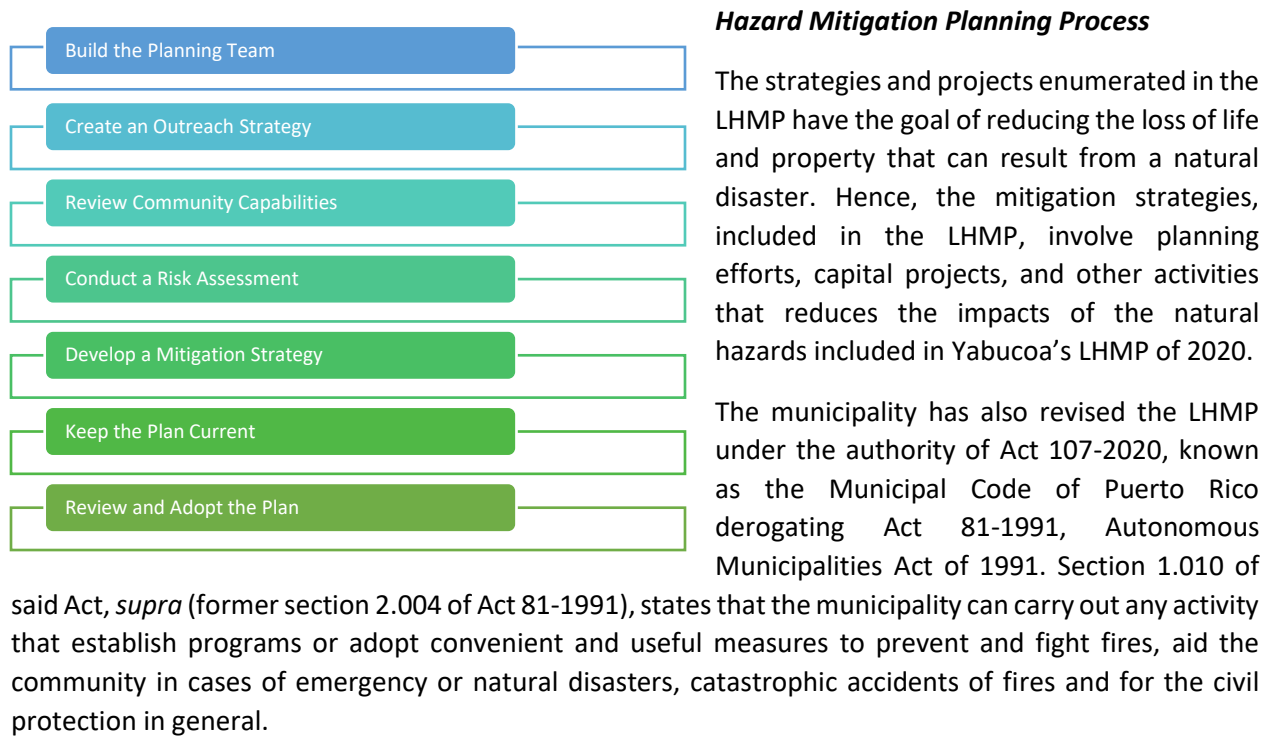 Build the Planning Team
Create an Outreach Strategy
Review Community Capabilities
Conduct a Risk Assessment
Develop a Mitigation Strategy
Keep the Plan Current
Review and Adopt the Plan
Hazard Mitigation Planning Process
The strategies and projects enumerated in the
LHMP have the goal of reducing the loss of life
and property that can result from a natural
disaster. Hence, the mitigation strategies,
included in the LHMP, involve planning
efforts, capital projects, and other activities
that reduces the impacts of the natural
hazards included in Yabucoa’s LHMP of 2020.
The municipality has also revised the LHMP
under the authority of Act 107-2020, known
as the Municipal Code of Puerto Rico
derogating Act 81-1991, Autonomous
Municipalities Act of 1991. Section 1.010 of
said Act, supra (former section 2.004 of Act 81-1991), states that the municipality can carry out any activity
that establish programs or adopt convenient and useful measures to prevent and fight fires, aid the
community in cases of emergency or natural disasters, catastrophic accidents of fires and for the civil
protection in general.